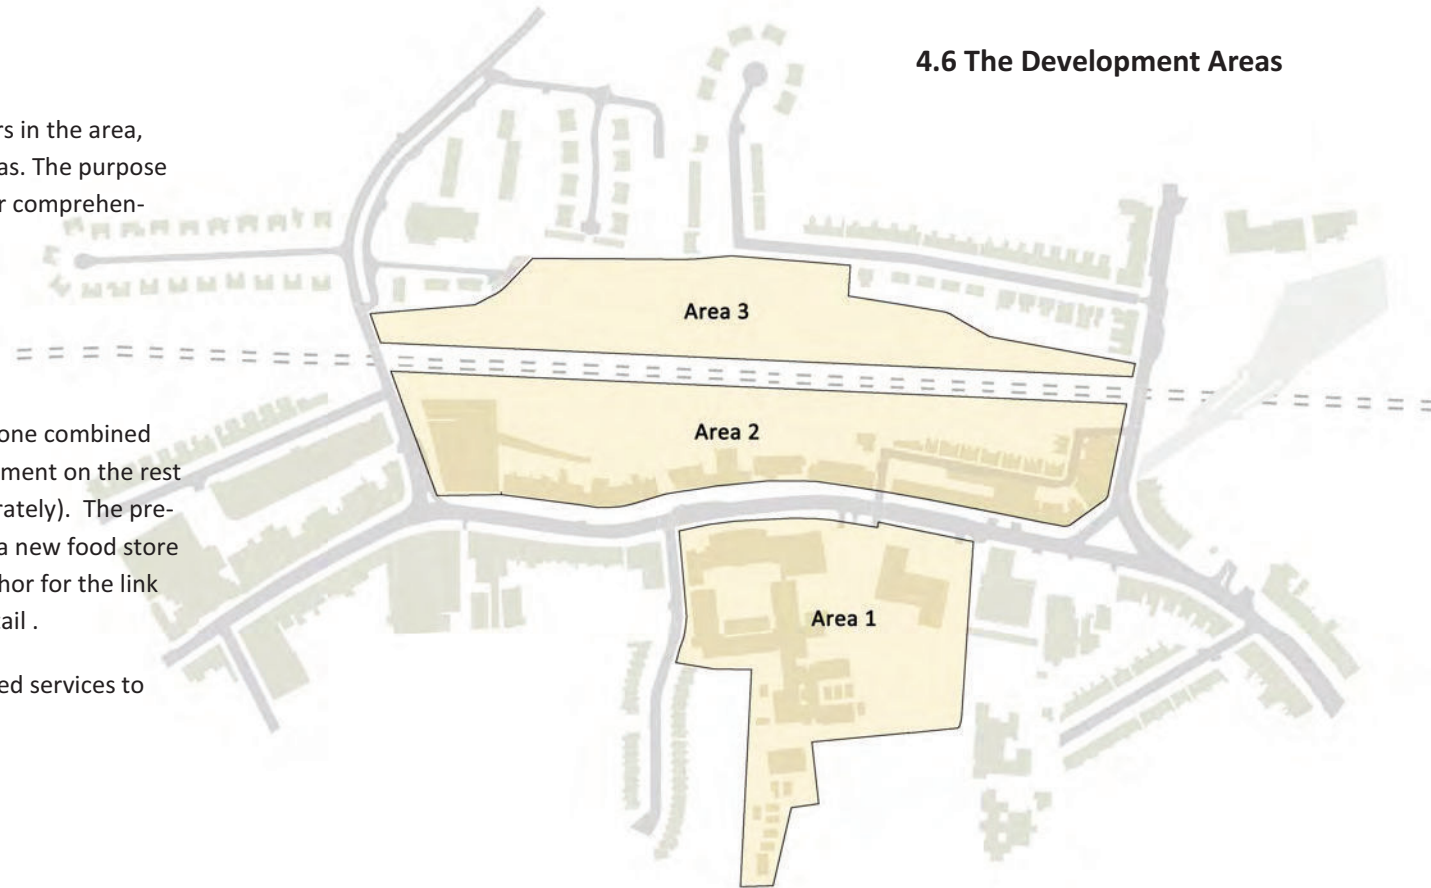 4.6 The Development Areas
rs in the area,
as. The purpose
r comprehen-
one combined
ment on the rest
rately). The pre-
a new food store
hor for the link
tail .
ed services to
Area 3
Area 2
Area 1